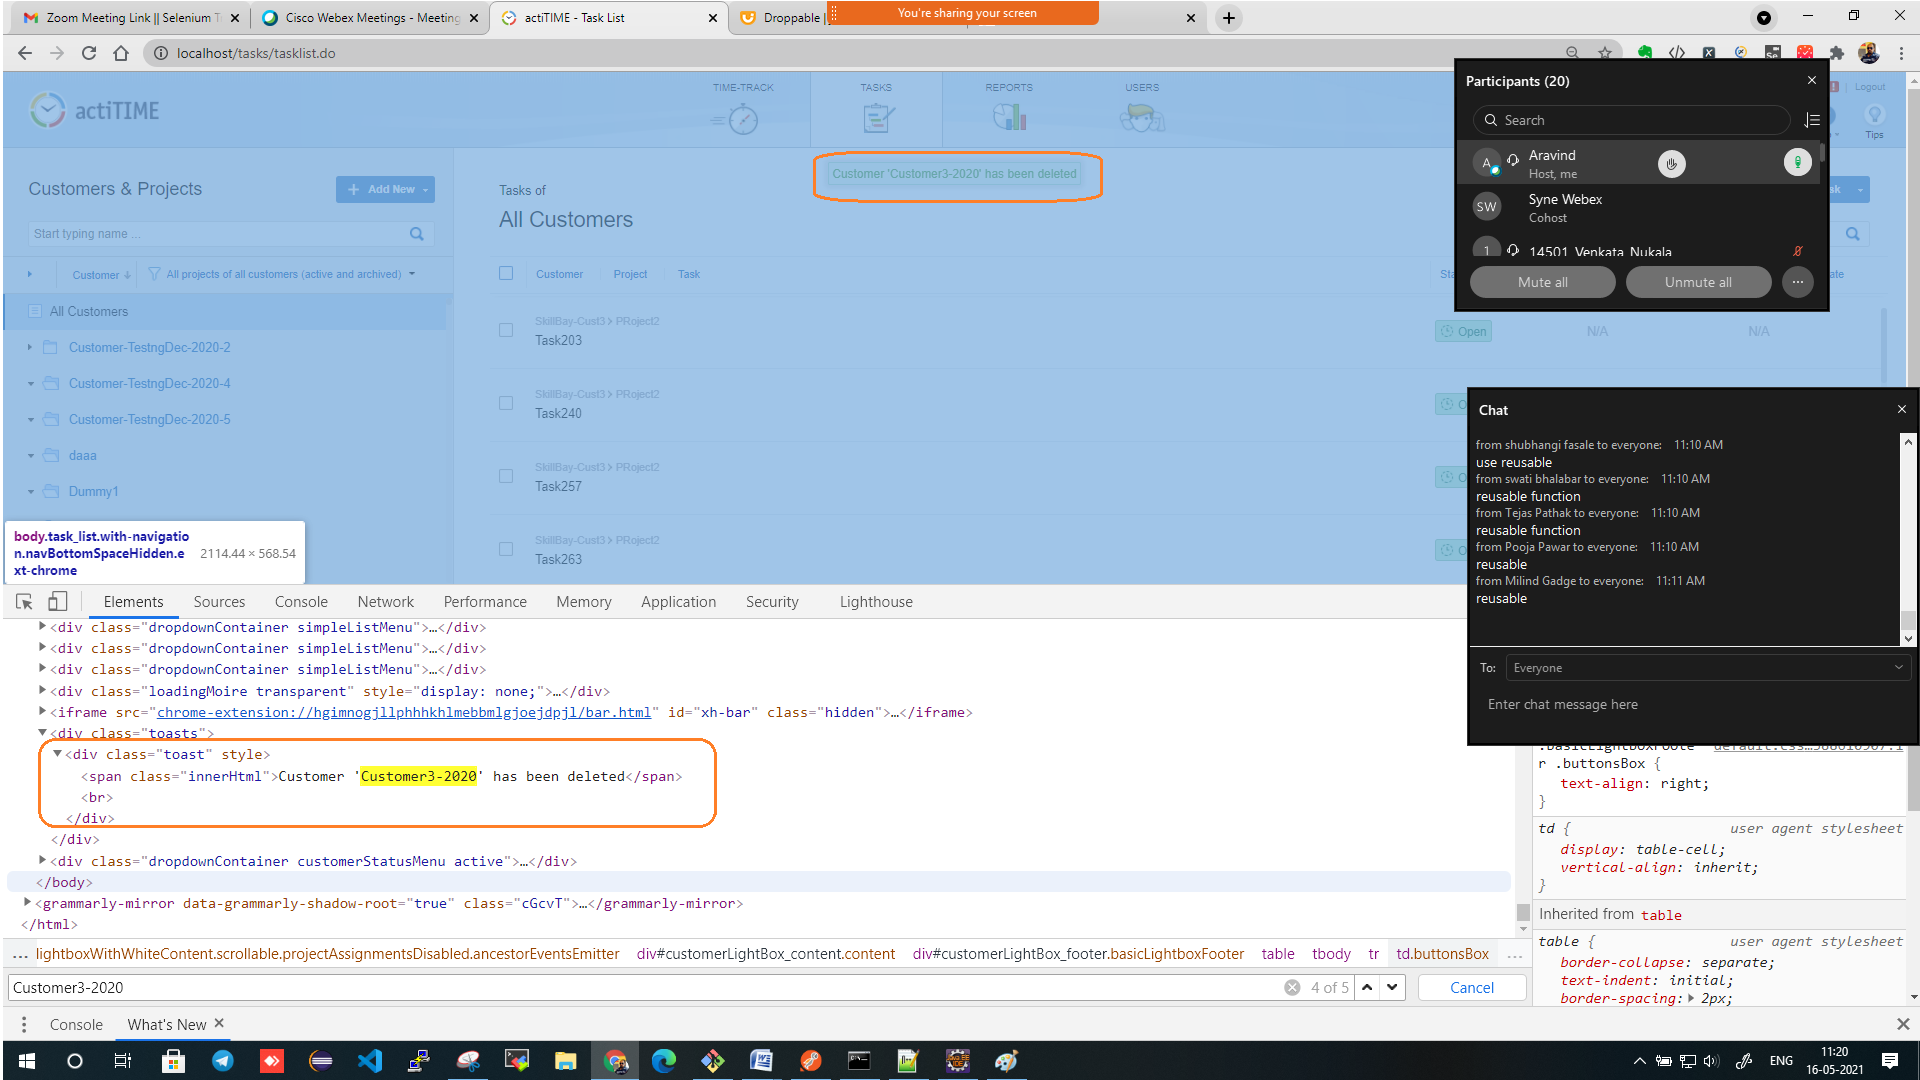 Zoom Meeting Link || Selenium T
Cisco Webex Meetings - Meeting
actiTIME - Task List
Droppable |
You're sharing your screen
localhost/tasks/tasklist.do
actiTIME
TIME-TRACK
TASKS
REPORTS
USERS
Logout
Tips
Customers & Projects
Add New
Start typing name ...
Customer
All projects of all customers (active and archived)
All Customers
Customer-TestngDec-2020-2
Customer-TestngDec-2020-4
Customer-TestngDec-2020-5
daaa
Dummy1
Tasks of
All Customers
Customer 'Customer3-2020' has been deleted
Customer
Project
Task
SkillBay-Cust3 > PRoject2
Task203
Open
N/A
N/A
SkillBay-Cust3 > PRoject2
Task240
SkillBay-Cust3 > PRoject2
Task257
SkillBay-Cust3 > PRoject2
Task263
Participants (20)
Search
A
Aravind
Host, me
SW
Syne Webex
Cohost
1
14501_Venkata_Nukala
Mute all
Unmute all
Chat
from shubhangi fasale to everyone: 11:10 AM
use reusable
from swati bhalabar to everyone: 11:10 AM
reusable function
from Tejas Pathak to everyone: 11:10 AM
reusable function
from Pooja Pawar to everyone: 11:10 AM
reusable
from Milind Gadge to everyone: 11:11 AM
reusable
To:
Everyone
Enter chat message here
body.task_list.with-navigatio
n.navBottomSpaceHidden.e
xt-chrome
2114.44 × 568.54
Elements
Sources
Console
Network
Performance
Memory
Application
Security
Lighthouse
<div class="dropdownContainer simpleListMenu">…</div>
<div class="dropdownContainer simpleListMenu">…</div>
<div class="dropdownContainer simpleListMenu">…</div>
<div class="loadingMoire transparent" style="display: none;">…</div>
<iframe src="chrome-extension://hgimnogjllphhhkhlmebbmlgjoejdpjl/bar.html" id="xh-bar" class="hidden">…</iframe>
<div class="toasts">
<div class="toast" style>
<span class="innerHtml">Customer 'Customer3-2020' has been deleted</span>
<br>
</div>
</div>
<div class="dropdownContainer customerStatusMenu active">…</div>
</body>
<grammarly-mirror data-grammarly-shadow-root="true" class="cGcvT">…</grammarly-mirror>
</html>
... lightboxWithWhiteContent.scrollable.projectAssignmentsDisabled.ancestorEventsEmitter div#customerLightBox_content.content div#customerLightBox_footer.basicLightboxFooter table tbody tr td.buttonsBox ...
Customer3-2020
4 of 5
Cancel
r .buttonsBox {
text-align: right;
}
td {
user agent stylesheet
display: table-cell;
vertical-align: inherit;
}
Inherited from table
table {
user agent stylesheet
border-collapse: separate;
text-indent: initial;
border-spacing: 2px;
Console
What's New
ENG
11:20
16-05-2021